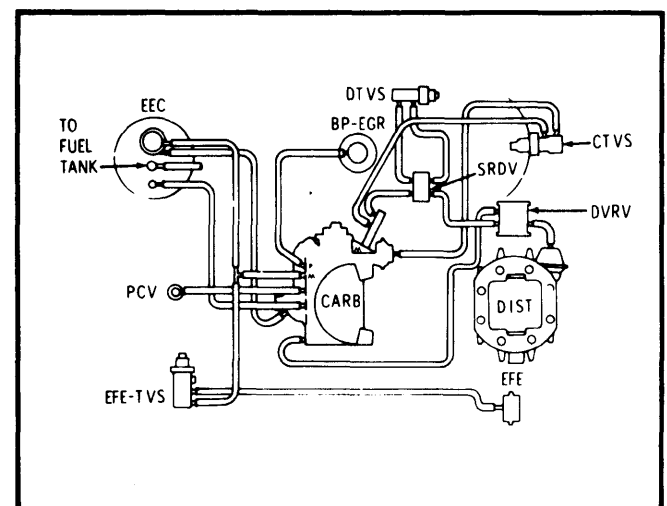 EEC
TO
FUEL
TANK
DTVS
BP-EGR
CTVS
SRDV
DVRV
P
M
M
PCV
CARB
DIST
EFE
EFE-TVS